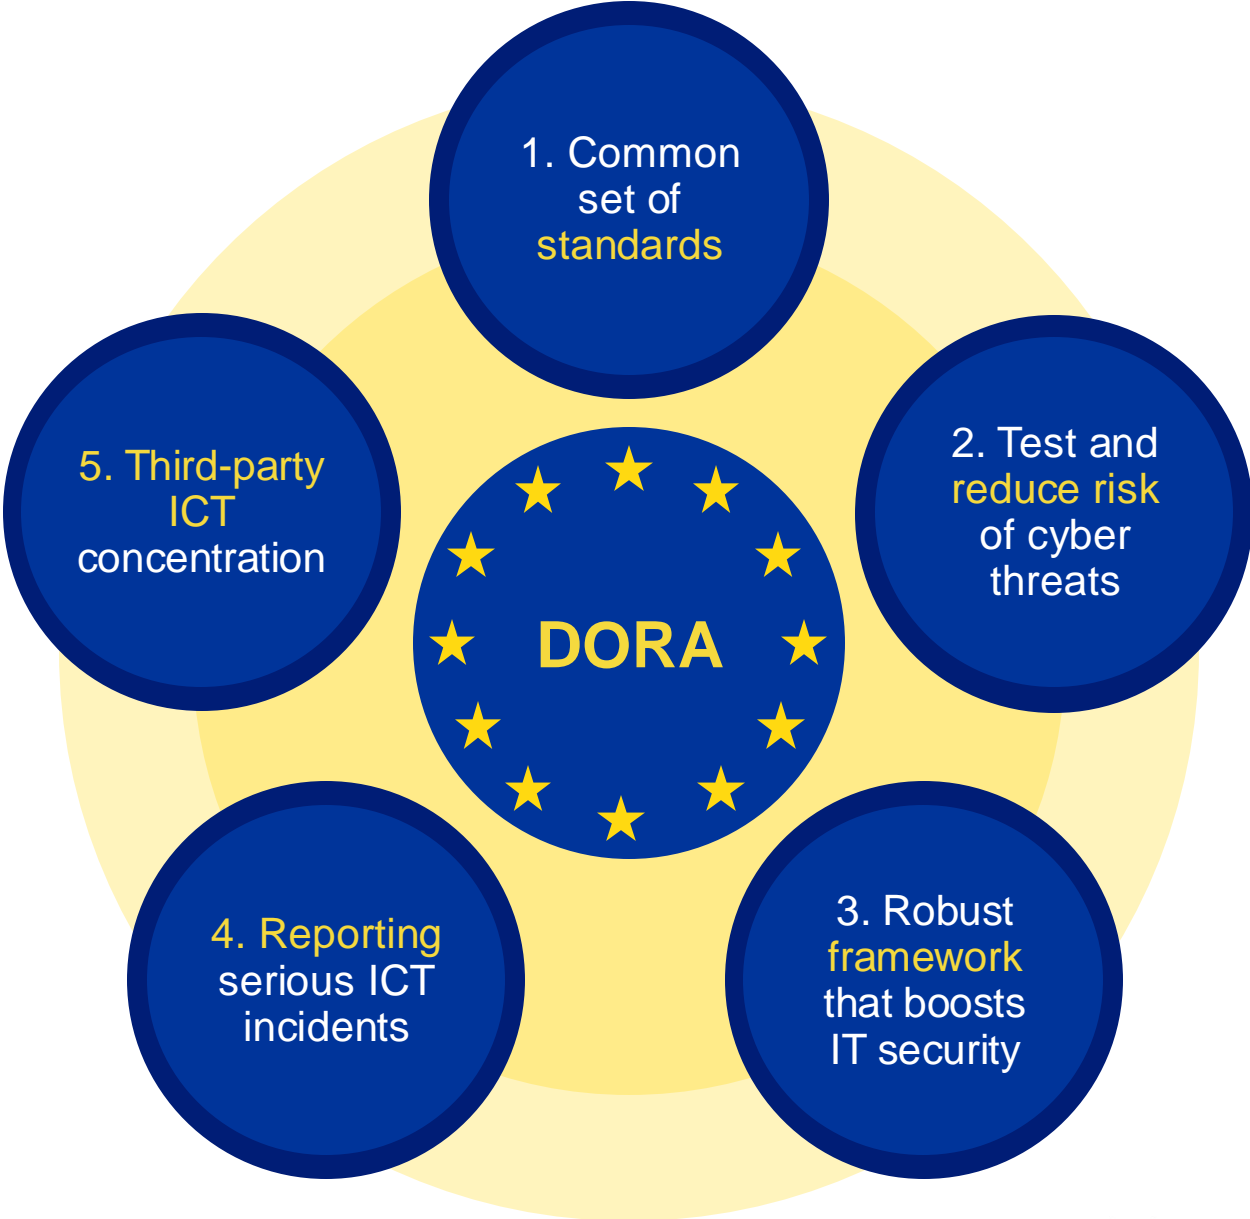 1. Common
set of
standards
2. Test and
reduce risk
of cyber
threats
3. Robust
framework
that boosts
IT security
4. Reporting
serious ICT
incidents
5. Third-party
ICT
concentration
DORA